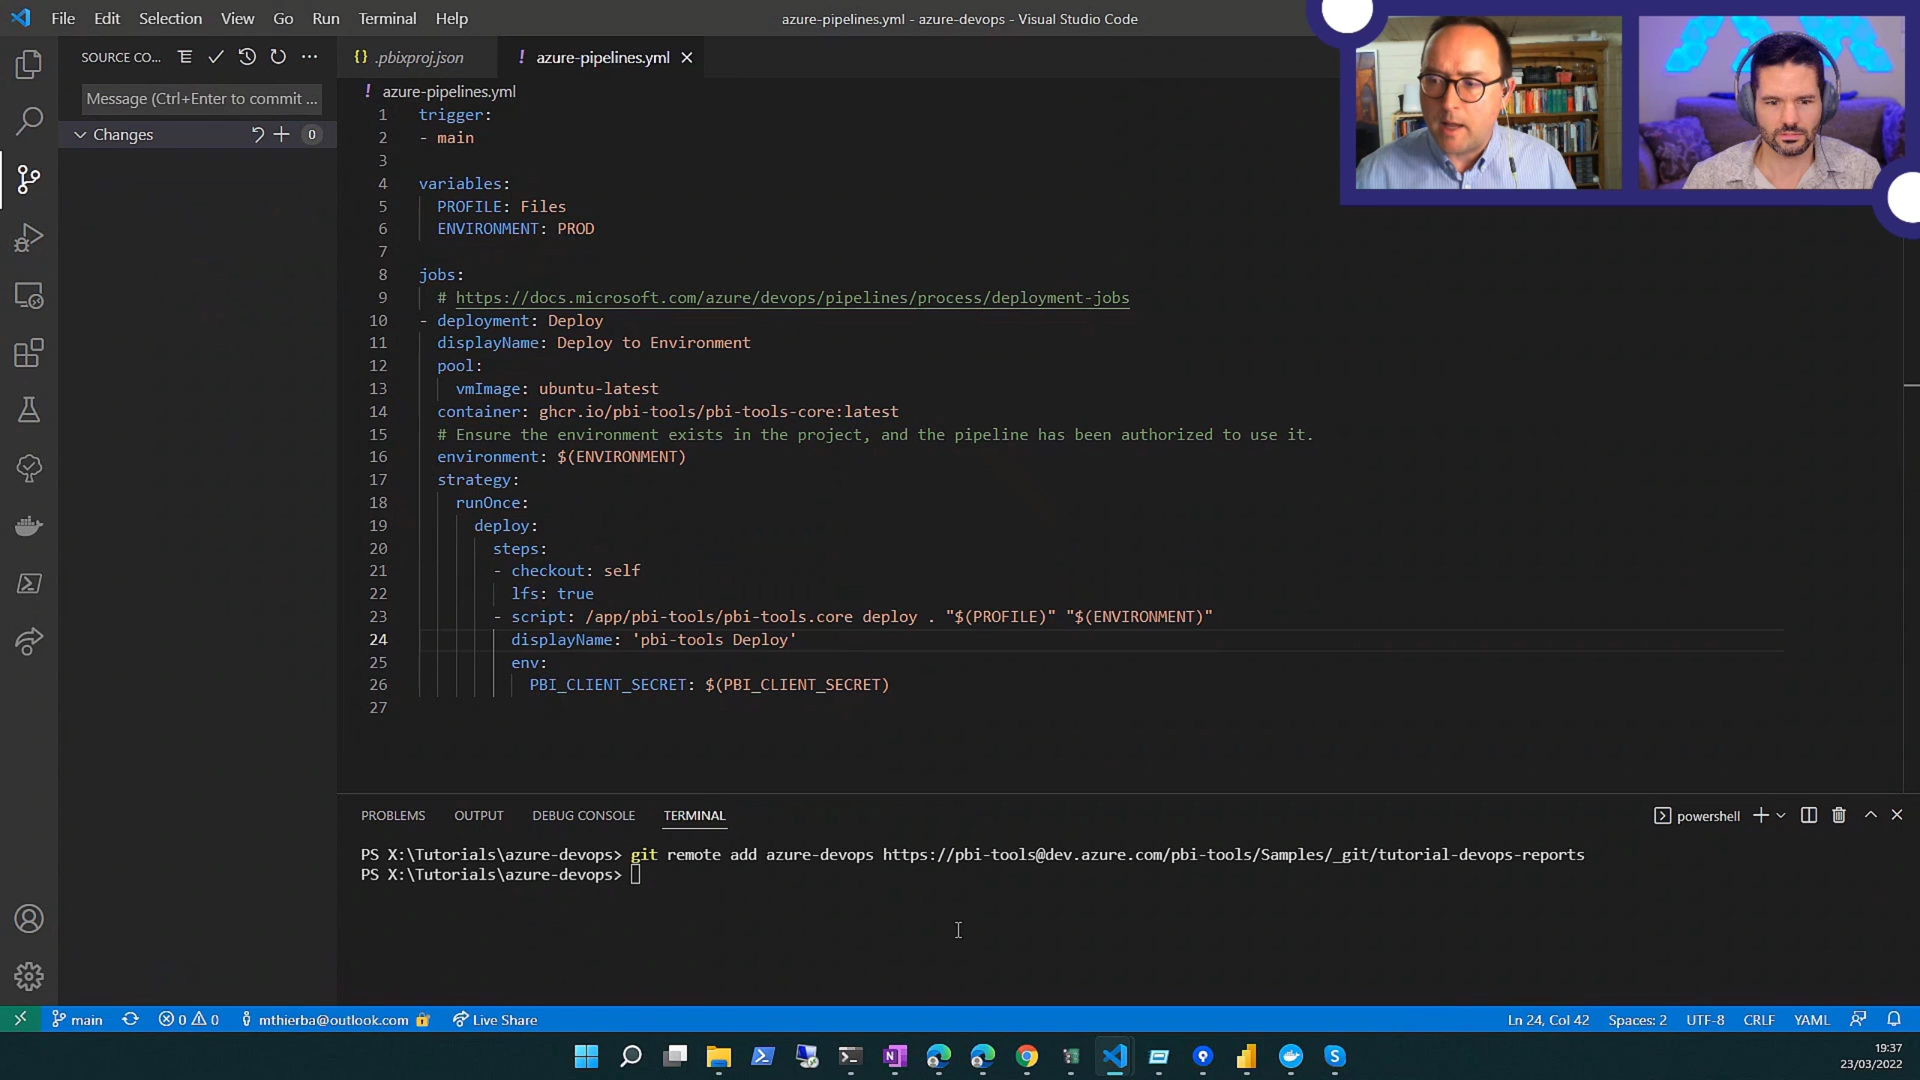 File Edit Selection View Go Run Terminal Help
azure-pipelines.yml - azure-devops - Visual Studio Code
SOURCE CO...
{} .pbixproj.json
! azure-pipelines.yml
Message (Ctrl+Enter to commit ...
Changes
0
! azure-pipelines.yml
1 trigger:
2 - main
3
4 variables:
5 PROFILE: Files
6 ENVIRONMENT: PROD
7
8 jobs:
9 # https://docs.microsoft.com/azure/devops/pipelines/process/deployment-jobs
10 - deployment: Deploy
11 displayName: Deploy to Environment
12 pool:
13 vmImage: ubuntu-latest
14 container: ghcr.io/pbi-tools/pbi-tools-core:latest
15 # Ensure the environment exists in the project, and the pipeline has been authorized to use it.
16 environment: $(ENVIRONMENT)
17 strategy:
18 runOnce:
19 deploy:
20 steps:
21 - checkout: self
22 lfs: true
23 - script: /app/pbi-tools/pbi-tools.core deploy . "$(PROFILE)" "$(ENVIRONMENT)"
24 displayName: 'pbi-tools Deploy'
25 env:
26 PBI_CLIENT_SECRET: $(PBI_CLIENT_SECRET)
27
PROBLEMS OUTPUT DEBUG CONSOLE TERMINAL
powershell
PS X:\Tutorials\azure-devops> git remote add azure-devops https://pbi-tools@dev.azure.com/pbi-tools/Samples/_git/tutorial-devops-reports
PS X:\Tutorials\azure-devops>
main 0 0 mthierba@outlook.com Live Share
Ln 24, Col 42 Spaces: 2 UTF-8 CRLF YAML
19:37
23/03/2022